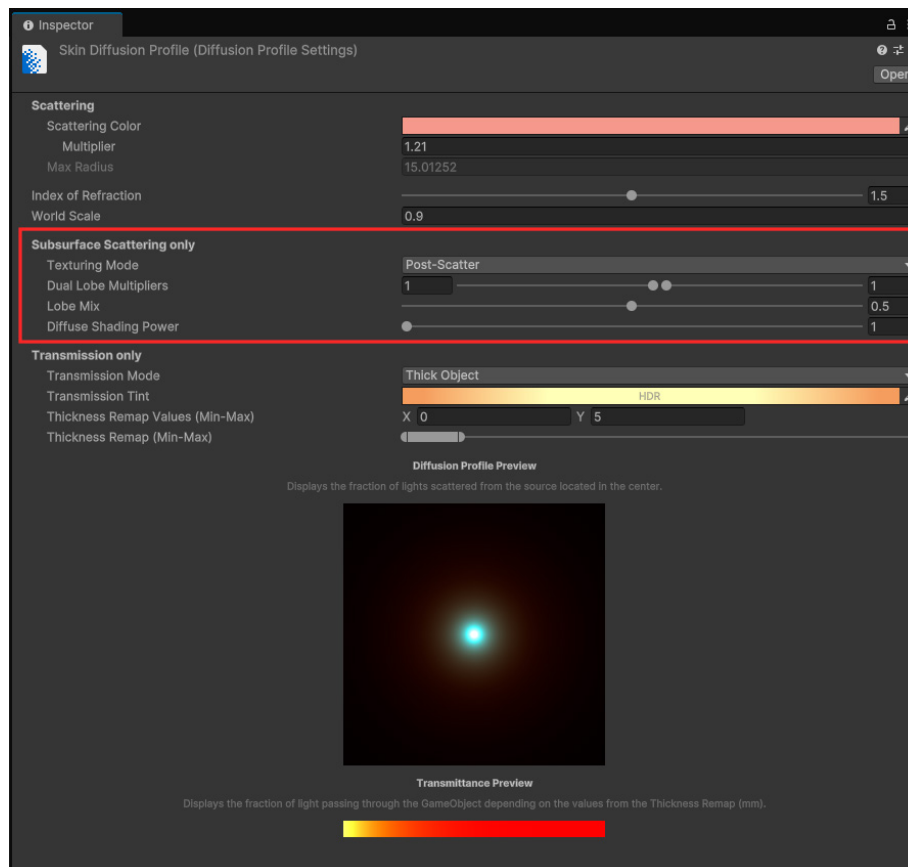 Inspector
Skin Diffusion Profile (Diffusion Profile Settings)
Open
Scattering
Scattering Color
Multiplier 1.21
Max Radius 15.01252
Index of Refraction 1.5
World Scale 0.9
Subsurface Scattering only
Texturing Mode Post-Scatter
Dual Lobe Multipliers 1 1
Lobe Mix 0.5
Diffuse Shading Power 1
Transmission only
Transmission Mode Thick Object
Transmission Tint HDR
Thickness Remap Values (Min-Max) X 0 Y 5
Thickness Remap (Min-Max)
Diffusion Profile Preview
Displays the fraction of lights scattered from the source located in the center.
Transmittance Preview
Displays the fraction of light passing through the GameObject depending on the values from the Thickness Remap (mm).